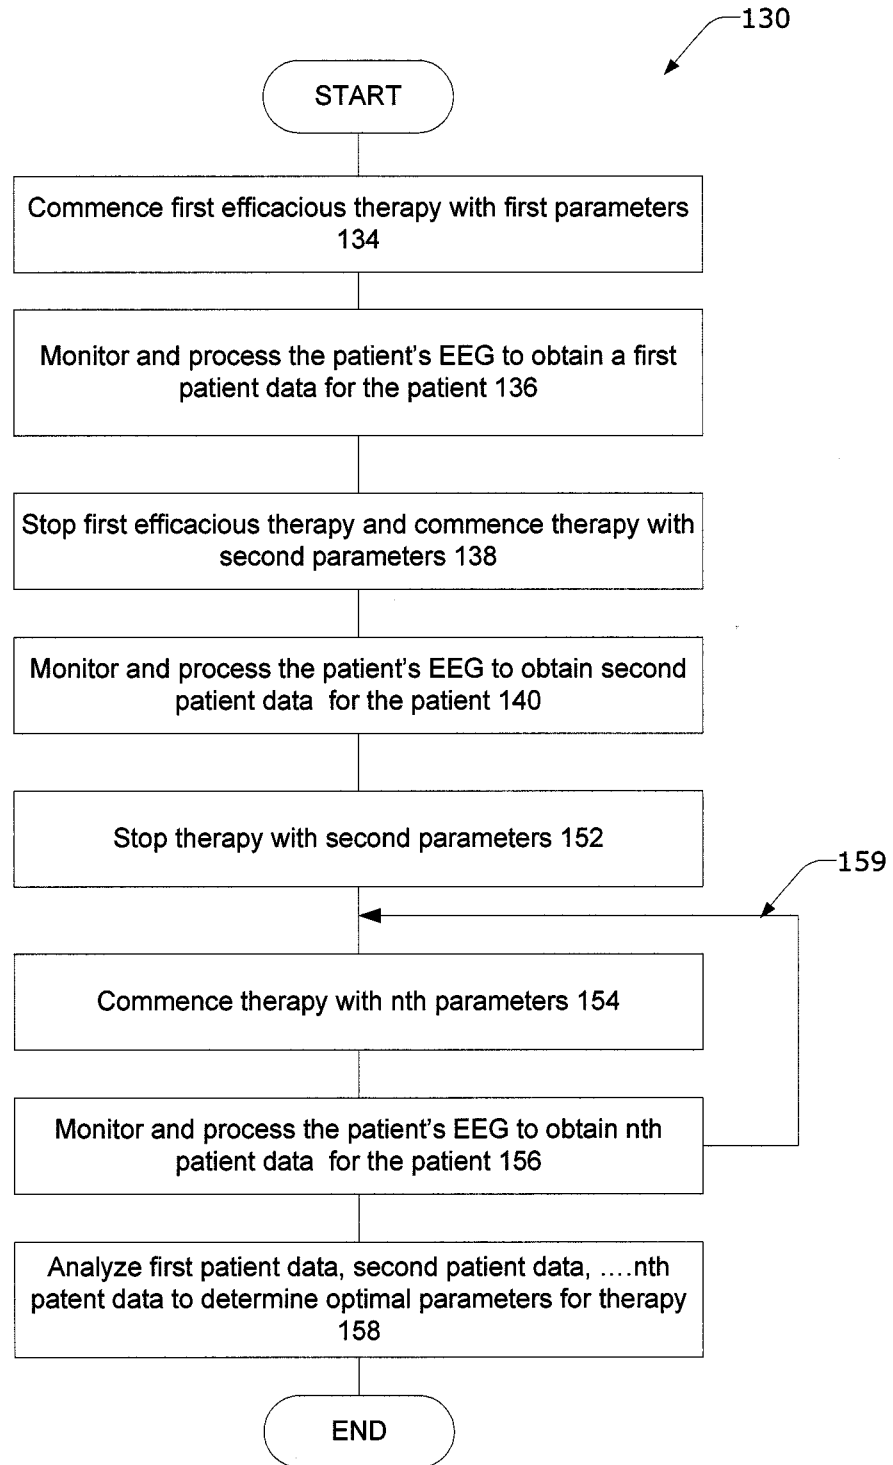 130
START
Commence first efficacious therapy with first parameters
134
Monitor and process the patient's EEG to obtain a first
patient data for the patient 136
Stop first efficacious therapy and commence therapy with
second parameters 138
Monitor and process the patient's EEG to obtain second
patient data for the patient 140
Stop therapy with second parameters 152
159
Commence therapy with nth parameters 154
Monitor and process the patient's EEG to obtain nth
patient data for the patient 156
Analyze first patient data, second patient data, ....nth
patent data to determine optimal parameters for therapy
158
END